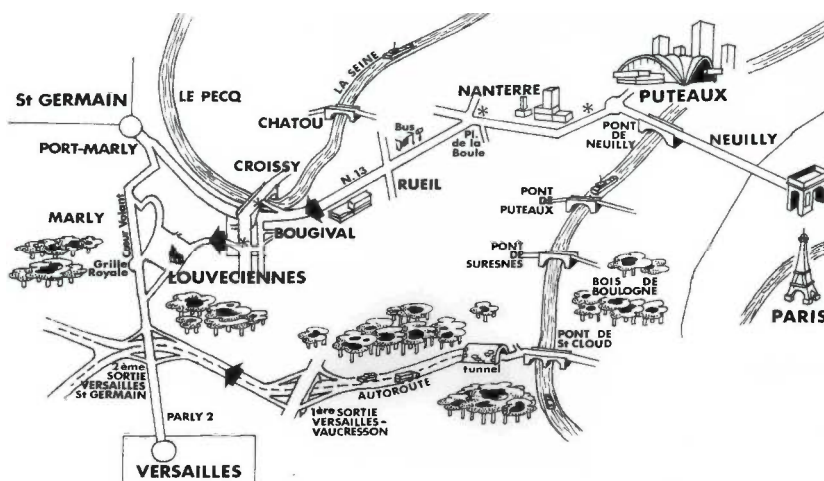 St GERMAIN
LE PECQ
LA SEINE
CHATOU
NANTERRE
PUTEAUX
PORT-MARLY
CROISSY
Bus
Pl.
de la
Boule
PONT
DE
NEUILLY
NEUILLY
N.13
RUEIL
MARLY
Cœur Volant
Grille
Royale
BOUGIVAL
LOUVECIENNES
PONT
DE
PUTEAUX
PONT
DE
SURESNES
BOIS DE
BOULOGNE
PARIS
PONT DE
St CLOUD
tunnel
AUTOROUTE
2ème
SORTIE
VERSAILLES
St GERMAIN
1ère SORTIE
VERSAILLES-
VAUCRESSON
PARLY 2
VERSAILLES